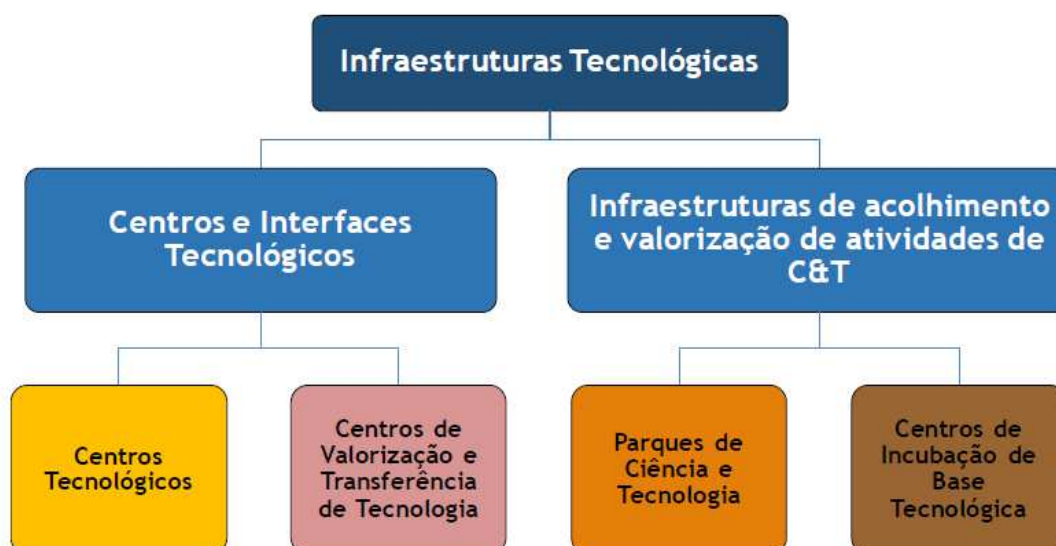 Infraestruturas Tecnológicas
Centros e Interfaces
Tecnológicos
Infraestruturas de acolhimento
e valorização de atividades de
C&T
Centros
Tecnológicos
Centros de
Valorização e
Transferência
de Tecnologia
Parques de
Ciência e
Tecnologia
Centros de
Incubação de
Base
Tecnológica